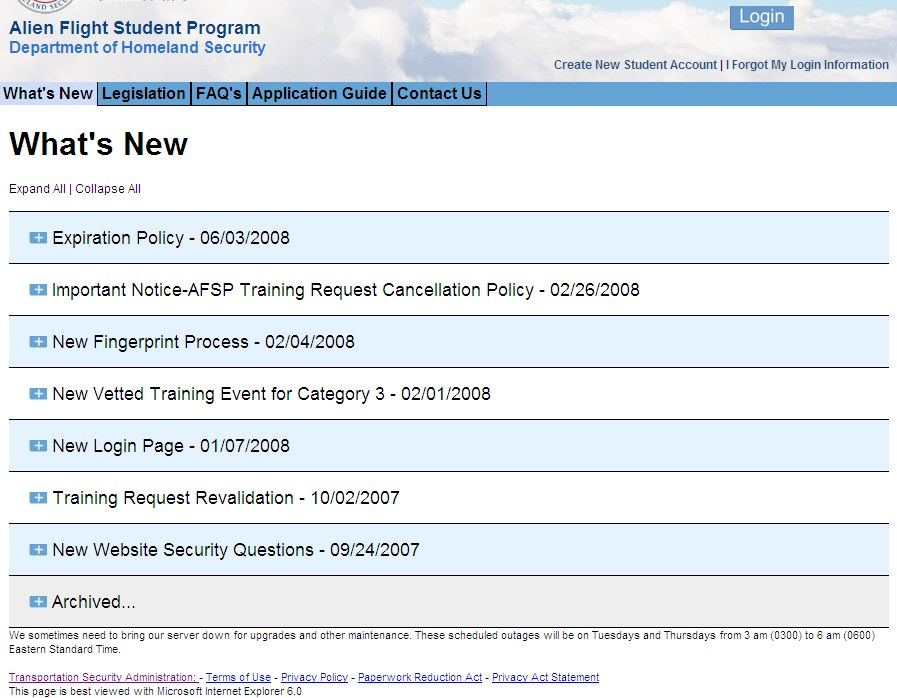 Login
Alien Flight Student Program
Department of Homeland Security
Create New Student Account | I Forgot My Login Information
What's New Legislation FAQ's Application Guide Contact Us
What's New
Expand All | Collapse All
Expiration Policy - 06/03/2008
Important Notice-AFSP Training Request Cancellation Policy - 02/26/2008
New Fingerprint Process - 02/04/2008
New Vetted Training Event for Category 3 - 02/01/2008
New Login Page - 01/07/2008
Training Request Revalidation - 10/02/2007
New Website Security Questions - 09/24/2007
Archived...
We sometimes need to bring our server down for upgrades and other maintenance. These scheduled outages will be on Tuesdays and Thursdays from 3 am (0300) to 6 am (0600)
Eastern Standard Time.
Transportation Security Administration: - Terms of Use - Privacy Policy - Paperwork Reduction Act - Privacy Act Statement
This page is best viewed with Microsoft Internet Explorer 6.0